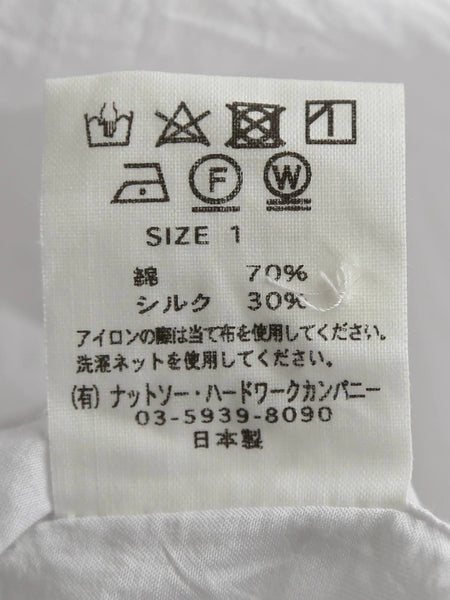 F W
SIZE 1
綿 70%
シルク 30%
アイロンの際は当て布を使用してください。
洗濯ネットを使用してください。
(有) ナットソー・ハードワークカンパニー
03-5939-8090
日本製